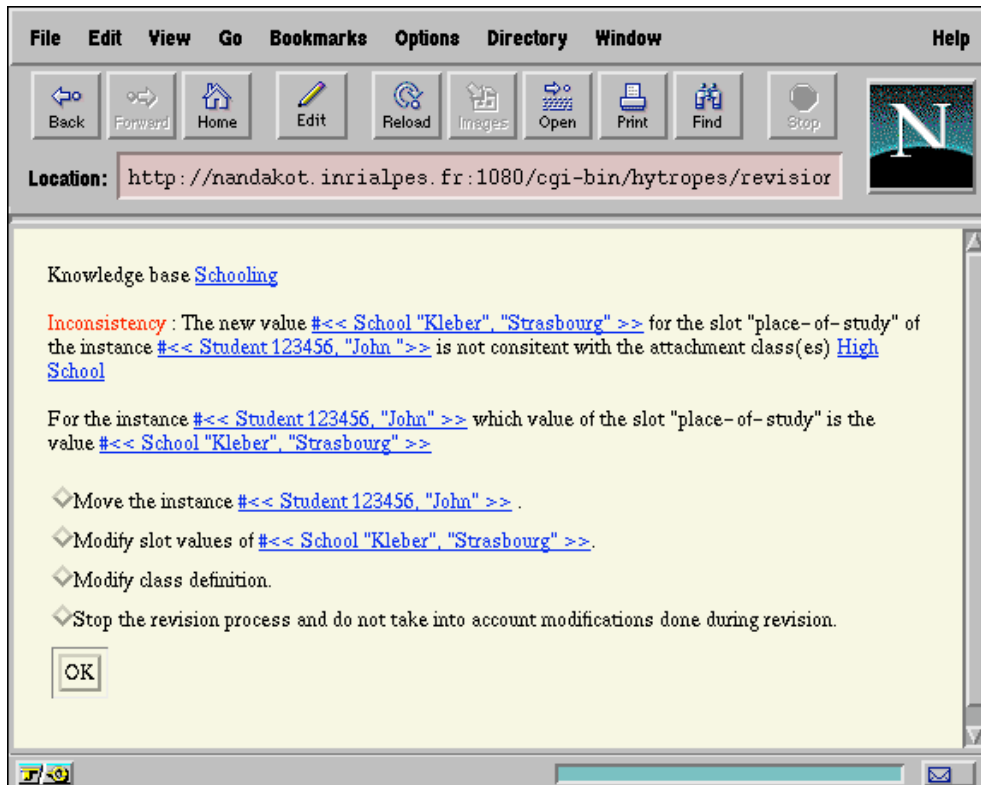 File Edit View Go Bookmarks Options Directory Window Help
Back Forward Home Edit Reload Images Open Print Find Stop
N
Location: http://nandakot.inrialpes.fr:1080/cgi-bin/hytropes/revision
Knowledge base Schooling
Inconsistency : The new value #<< School "Kleber", "Strasbourg" >> for the slot "place-of-study" of
the instance #<< Student 123456, "John ">> is not consitent with the attachment class(es) High
School
For the instance #<< Student 123456, "John" >> which value of the slot "place-of-study" is the
value #<< School "Kleber", "Strasbourg" >>
Move the instance #<< Student 123456, "John" >> .
Modify slot values of #<< School "Kleber", "Strasbourg" >>.
Modify class definition.
Stop the revision process and do not take into account modifications done during revision.
OK